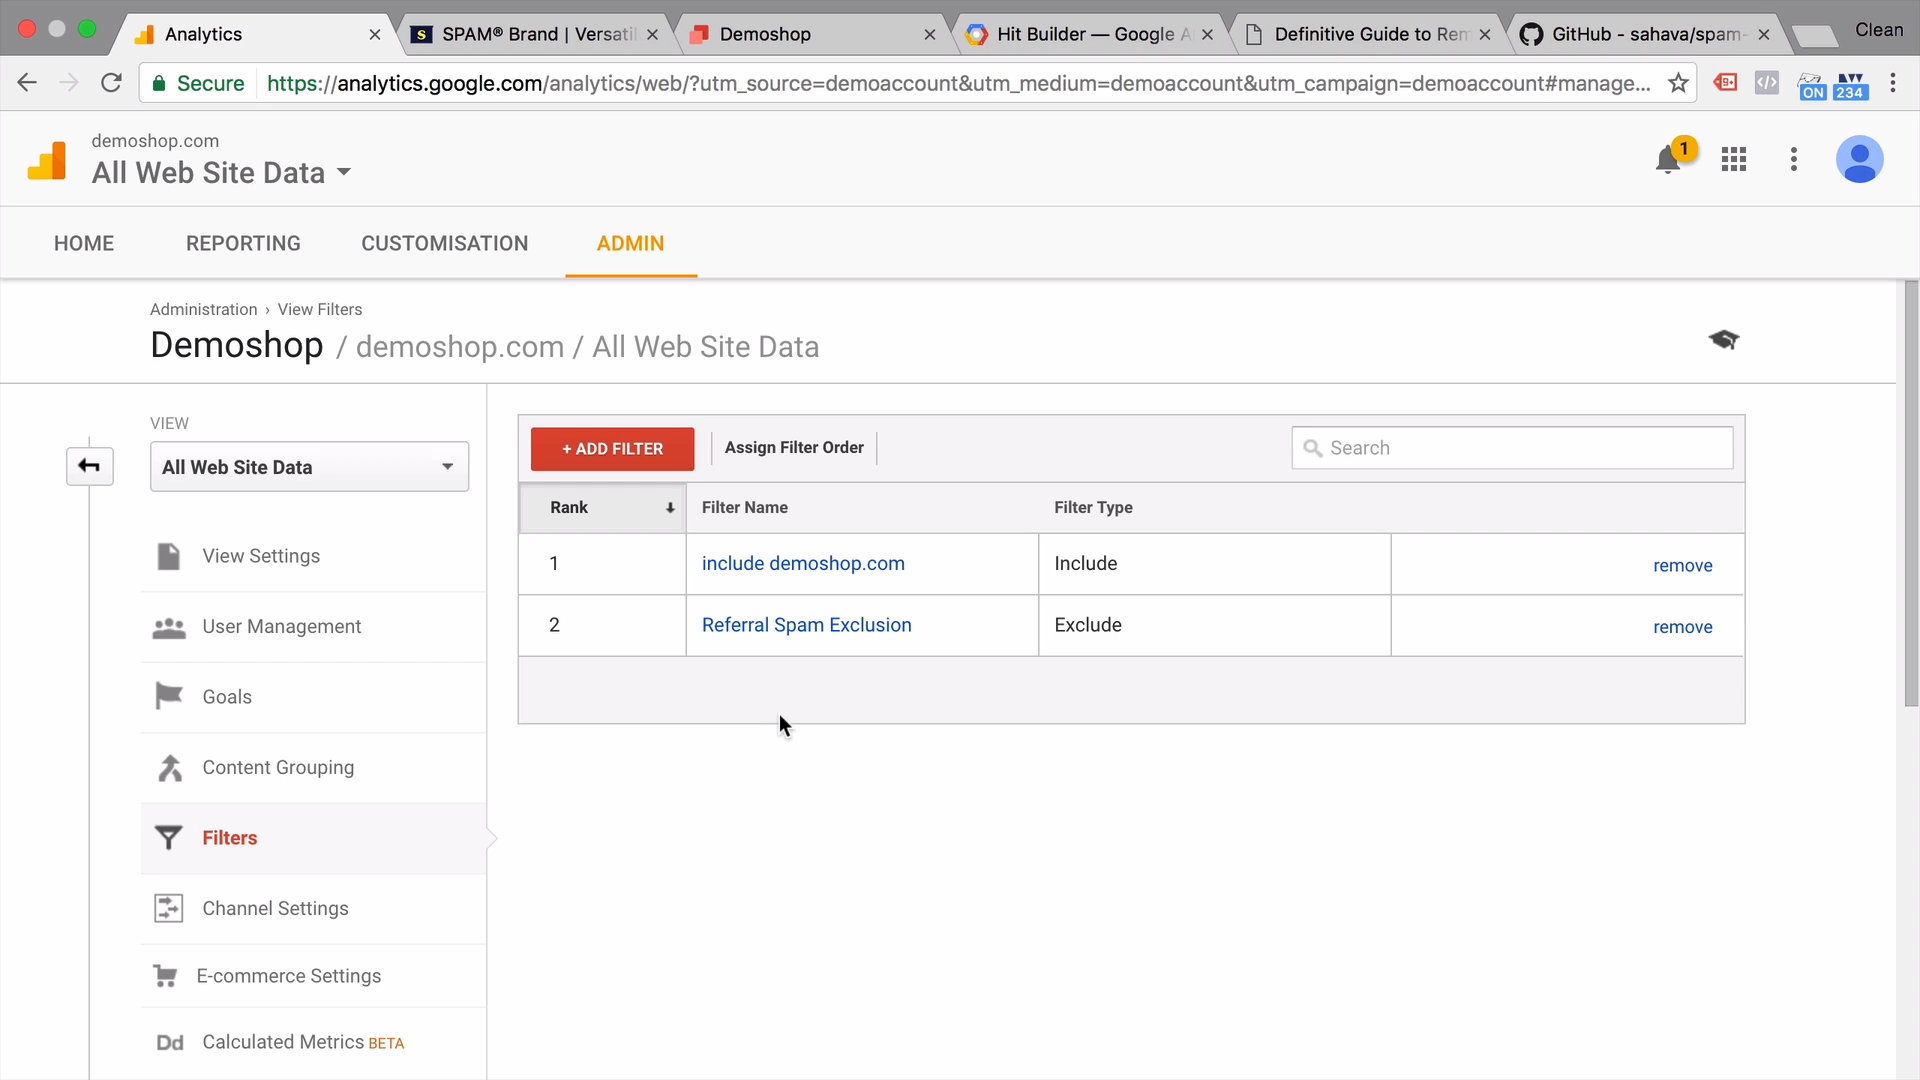 Analytics
SPAM® Brand | Versatil
Demoshop
Hit Builder — Google A
Definitive Guide to Rem
GitHub - sahava/spam-
Clean
Secure
https://analytics.google.com/analytics/web/?utm_source=demoaccount&utm_medium=demoaccount&utm_campaign=demoaccount#manage...
ON
234
demoshop.com
All Web Site Data
1
HOME
REPORTING
CUSTOMISATION
ADMIN
Administration › View Filters
Demoshop / demoshop.com / All Web Site Data
VIEW
All Web Site Data
View Settings
User Management
Goals
Content Grouping
Filters
Channel Settings
E-commerce Settings
Dd Calculated Metrics BETA
+ ADD FILTER
Assign Filter Order
Search
Rank Filter Name Filter Type
1 include demoshop.com Include remove
2 Referral Spam Exclusion Exclude remove